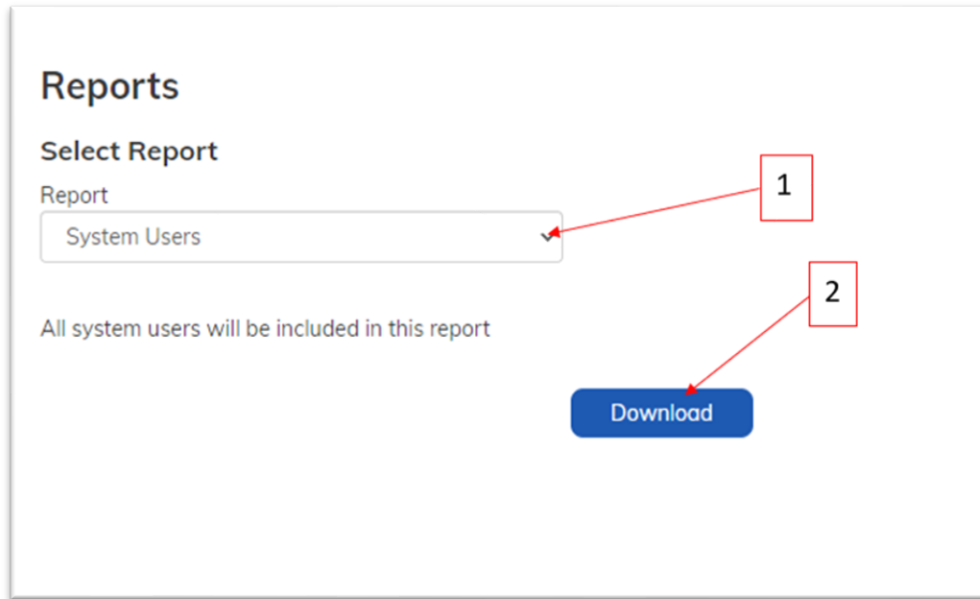 Reports
Select Report
Report
System Users
1
2
All system users will be included in this report
Download